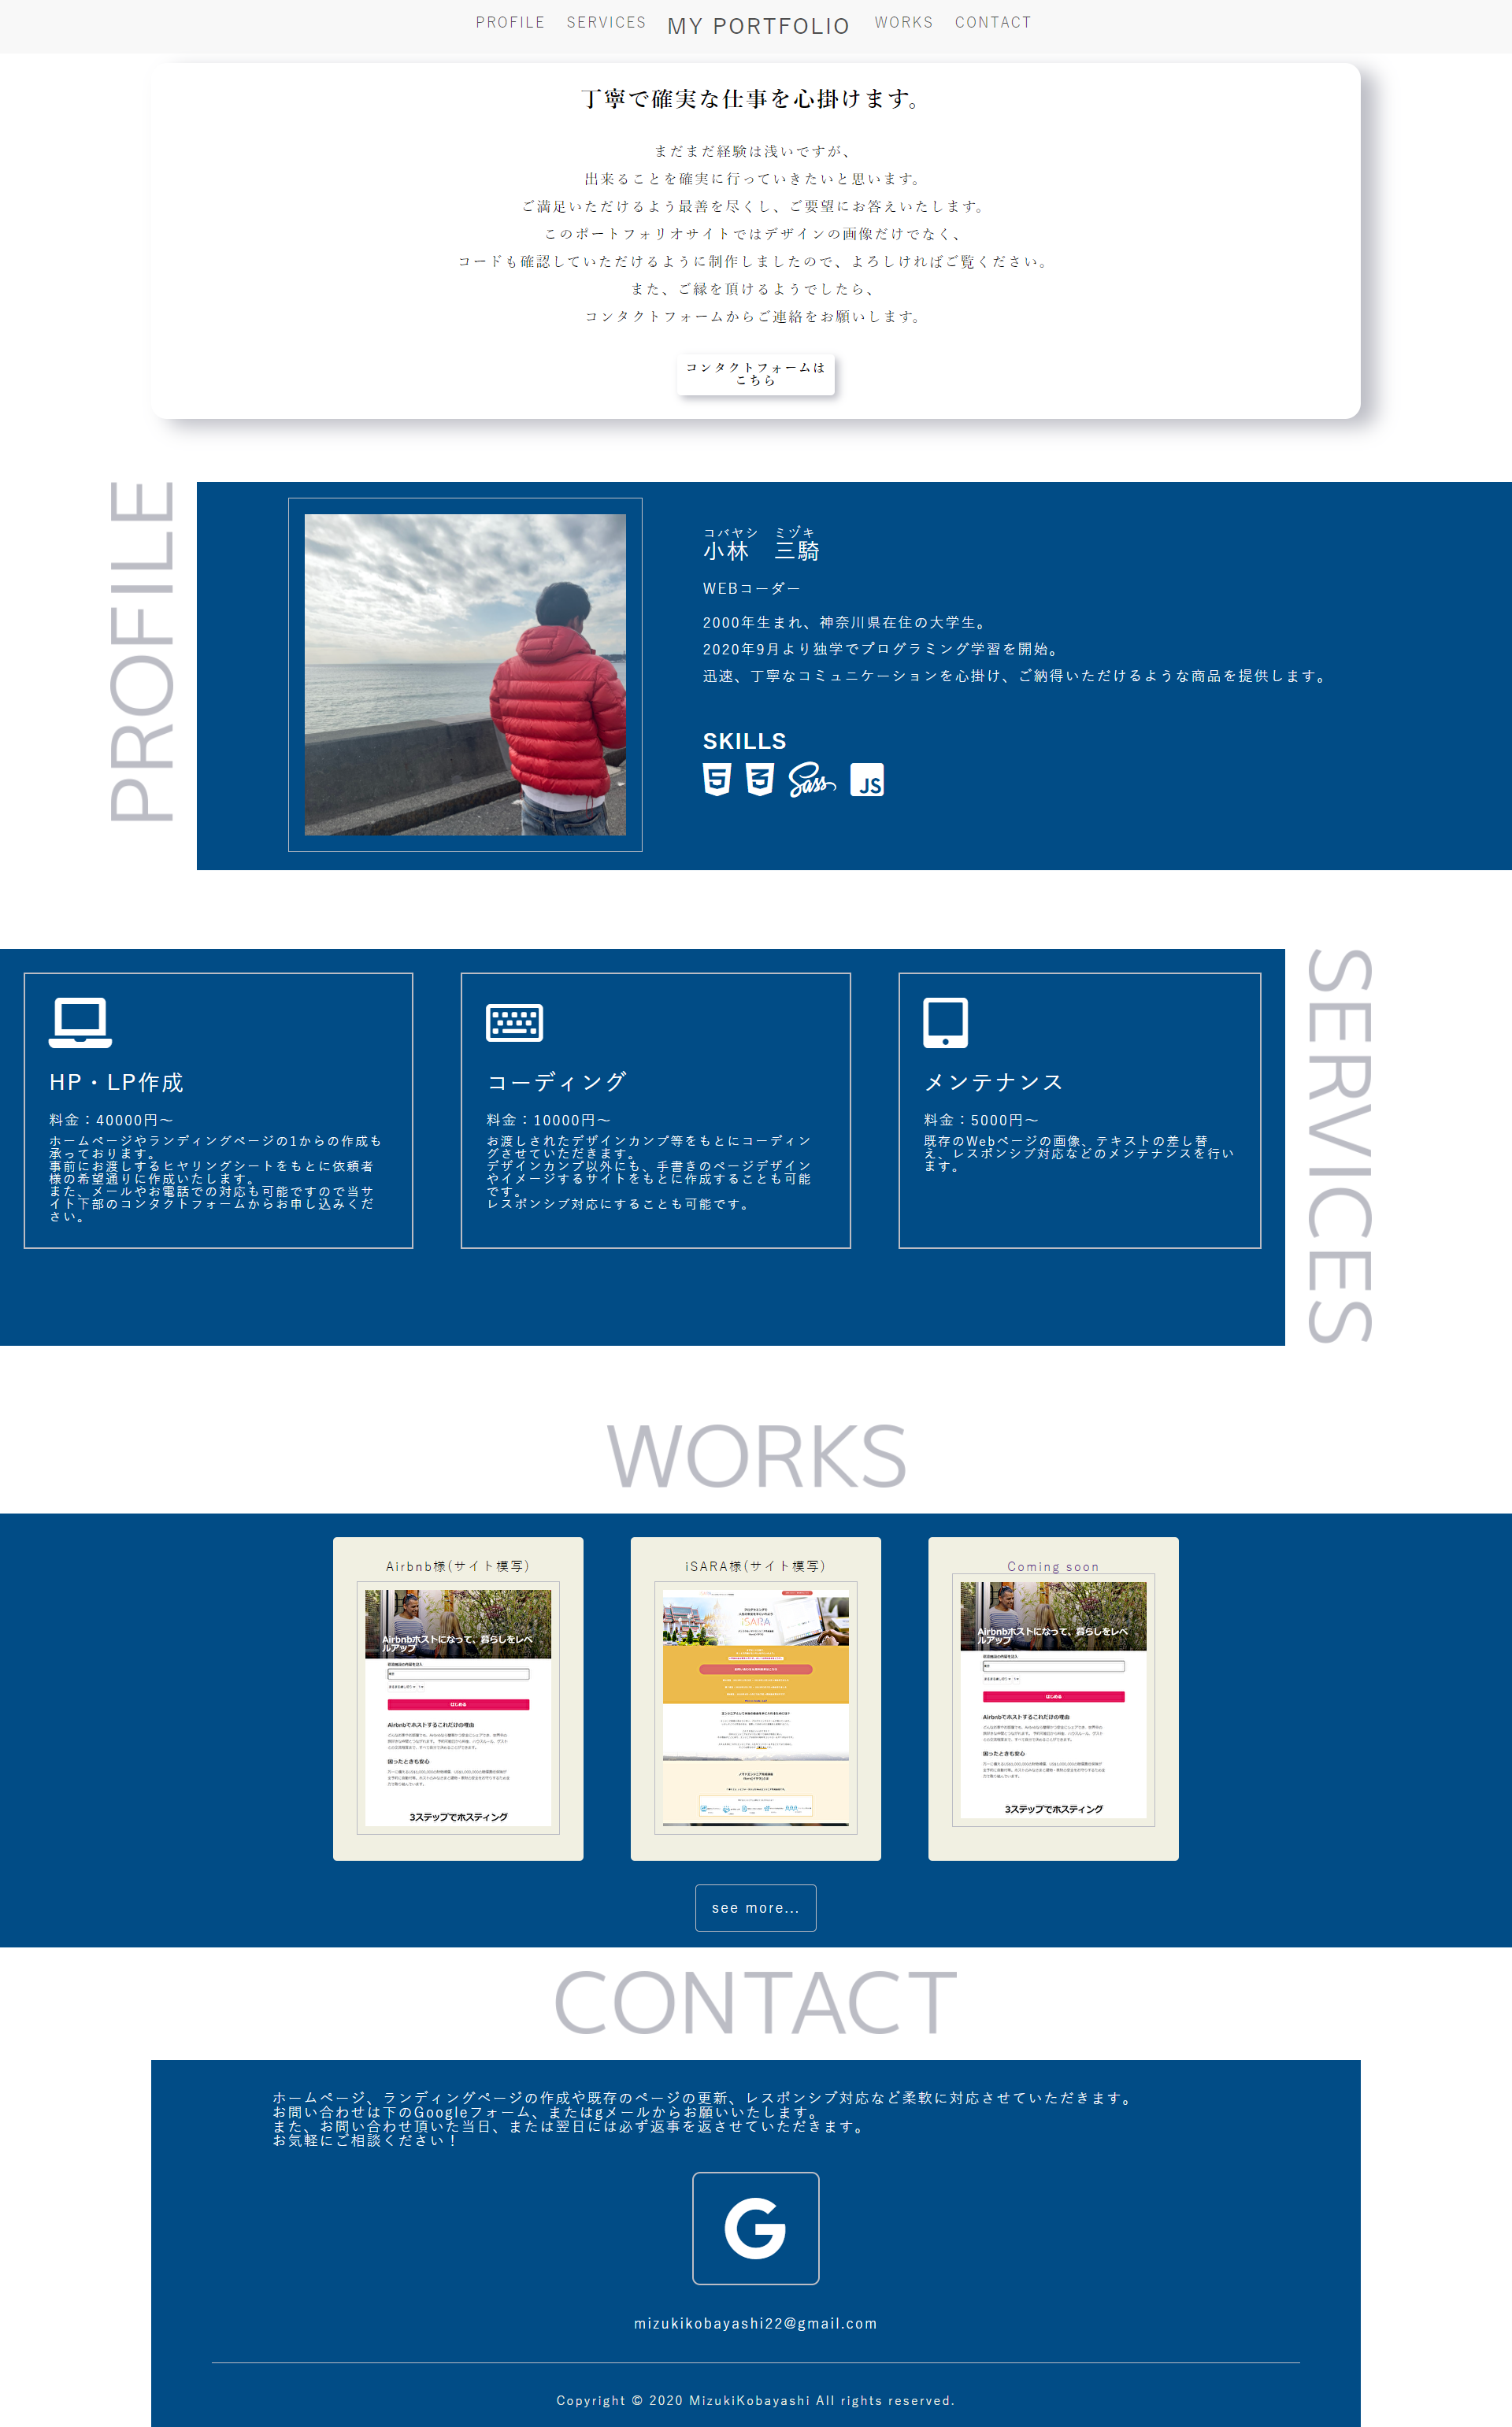 PROFILE SERVICES MY PORTFOLIO WORKS CONTACT
丁寧で確実な仕事を心掛けます。
まだまだ経験は浅いですが、
出来ることを確実に行っていきたいと思います。
ご満足いただけるよう最善を尽くし、ご要望にお答えいたします。
このポートフォリオサイトではデザインの画像だけでなく、
コードも確認していただけるように制作しましたので、よろしければご覧ください。
また、ご縁を頂けるようでしたら、
コンタクトフォームからご連絡をお願いします。
コンタクトフォームは
こちら
PROFILE
コバヤシ ミヅキ
小林 三騎
WEBコーダー
2000年生まれ、神奈川県在住の大学生。
2020年9月より独学でプログラミング学習を開始。
迅速、丁寧なコミュニケーションを心掛け、ご納得いただけるような商品を提供します。
SKILLS
5 3 Sass JS
SERVICES
HP・LP作成
料金：40000円〜
ホームページやランディングページの1からの作成も
承っております。
事前にお渡しするヒヤリングシートをもとに依頼者
様の希望通りに作成いたします。
また、メールやお電話での対応も可能ですので当サ
イト下部のコンタクトフォームからお申し込みくだ
さい。
コーディング
料金：10000円〜
お渡しされたデザインカンプ等をもとにコーディン
グさせていただきます。
デザインカンプ以外にも、手書きのページデザイン
やイメージするサイトをもとに作成することも可能
です。
レスポンシブ対応にすることも可能です。
メンテナンス
料金：5000円〜
既存のWebページの画像、テキストの差し替
え、レスポンシブ対応などのメンテナンスを行い
ます。
WORKS
Airbnb様(サイト模写)
Airbnbホストになって、暮らしをレベ
ルアップ
はじめる
Airbnbでホストするこれだけの理由
困ったときも安心
3ステップでホスティング
iSARA様(サイト模写)
iSARA
Coming soon
Airbnbホストになって、暮らしをレベ
ルアップ
はじめる
Airbnbでホストするこれだけの理由
困ったときも安心
3ステップでホスティング
see more...
CONTACT
ホームページ、ランディングページの作成や既存のページの更新、レスポンシブ対応など柔軟に対応させていただきます。
お問い合わせは下のGoogleフォーム、またはgメールからお願いいたします。
また、お問い合わせ頂いた当日、または翌日には必ず返事を返させていただきます。
お気軽にご相談ください！
G
mizukikobayashi22@gmail.com
Copyright © 2020 MizukiKobayashi All rights reserved.